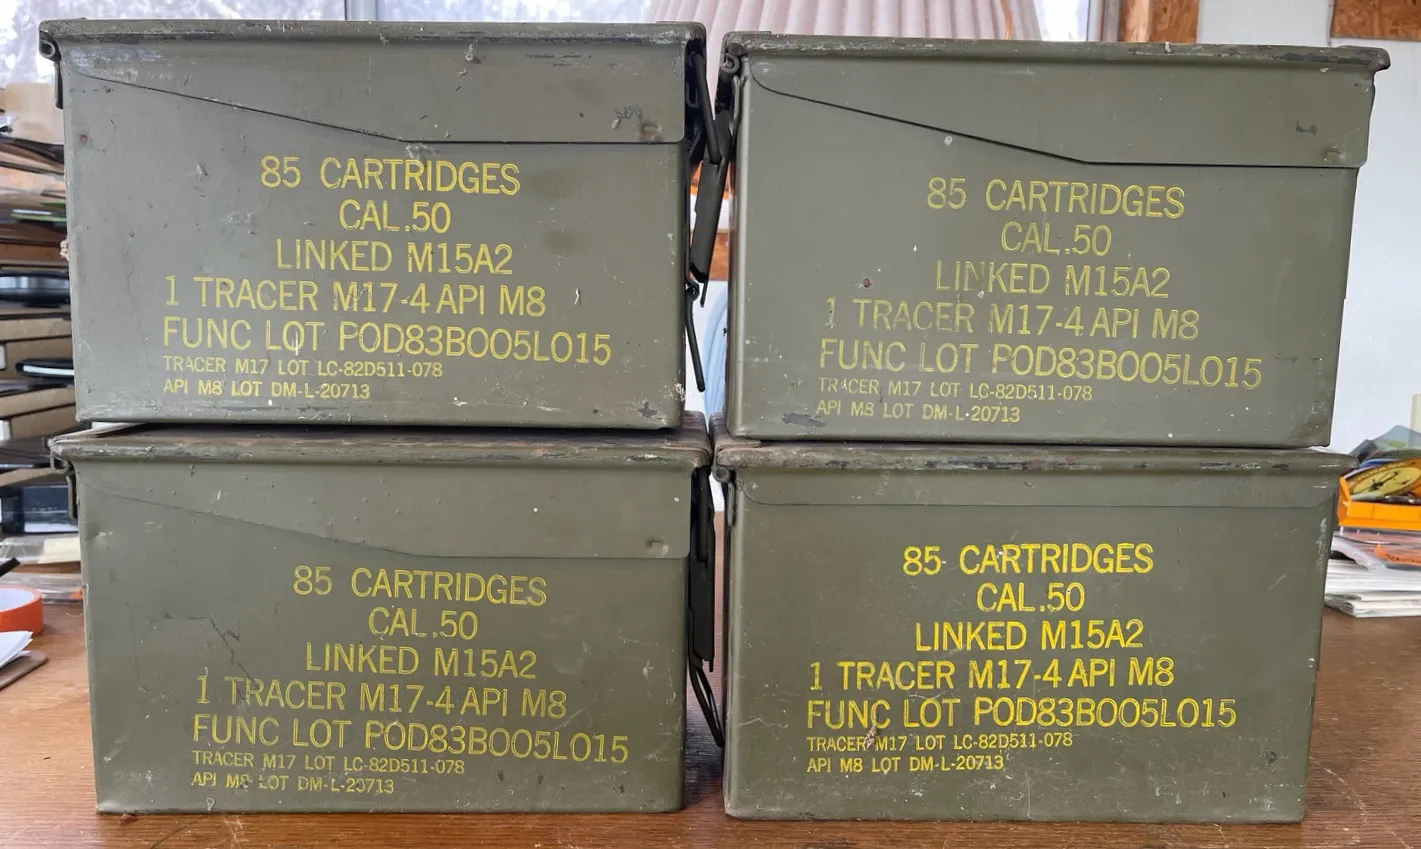 85 CARTRIDGES
CAL.50
LINKED M15A2
1 TRACER M17-4 API M8
FUNC LOT POD83B005L015
TRACER M17 LOT LC-82D511-078
API M8 LOT DM-L-20713
85 CARTRIDGES
CAL.50
LINKED M15A2
1 TRACER M17-4 API M8
FUNC LOT POD83B005L015
TRACER M17 LOT LC-82D511-078
API M8 LOT DM-L-20713
85 CARTRIDGES
CAL.50
LINKED M15A2
1 TRACER M17-4 API M8
FUNC LOT POD83B005L015
TRACER M17 LOT LC-82D511-078
API M8 LOT DM-L-20713
85 CARTRIDGES
CAL.50
LINKED M15A2
1 TRACER M17-4 API M8
FUNC LOT POD83B005L015
TRACER M17 LOT LC-82D511-078
API M8 LOT DM-L-20713